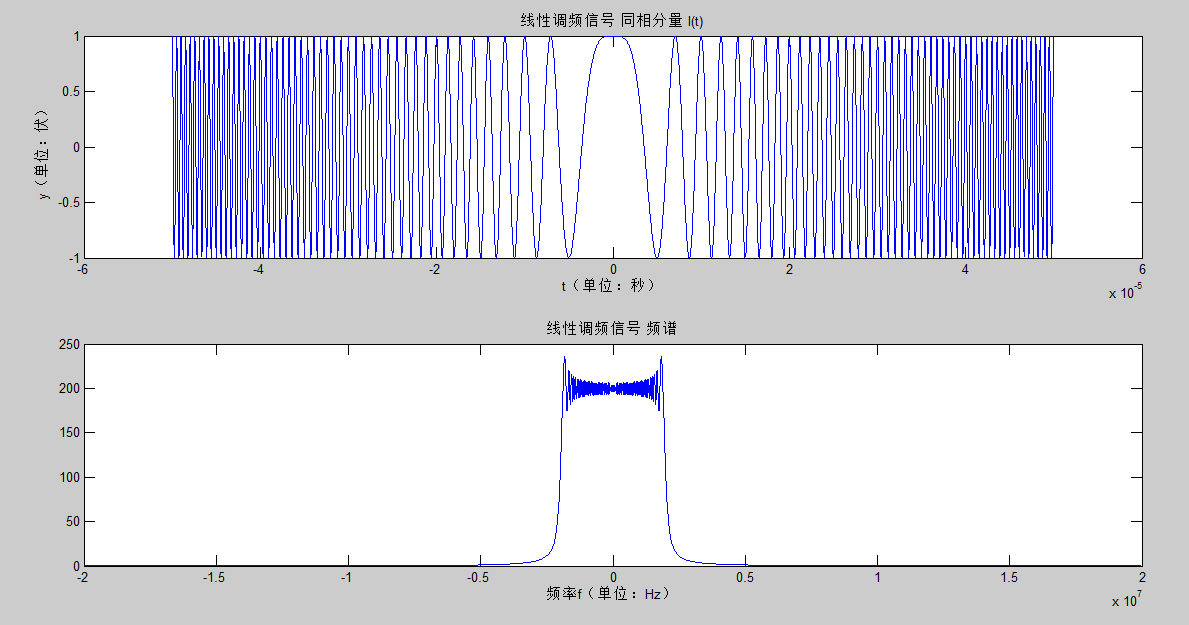 线性调频信号 同相分量 I(t)
1
0.5
0
-0.5
-1
y（单位：伏）
-6 -4 -2 0 2 4 6
t（单位：秒）
x 10^-5
线性调频信号 频谱
250
200
150
100
50
0
-2 -1.5 -1 -0.5 0 0.5 1 1.5 2
频率f（单位：Hz）
x 10^7